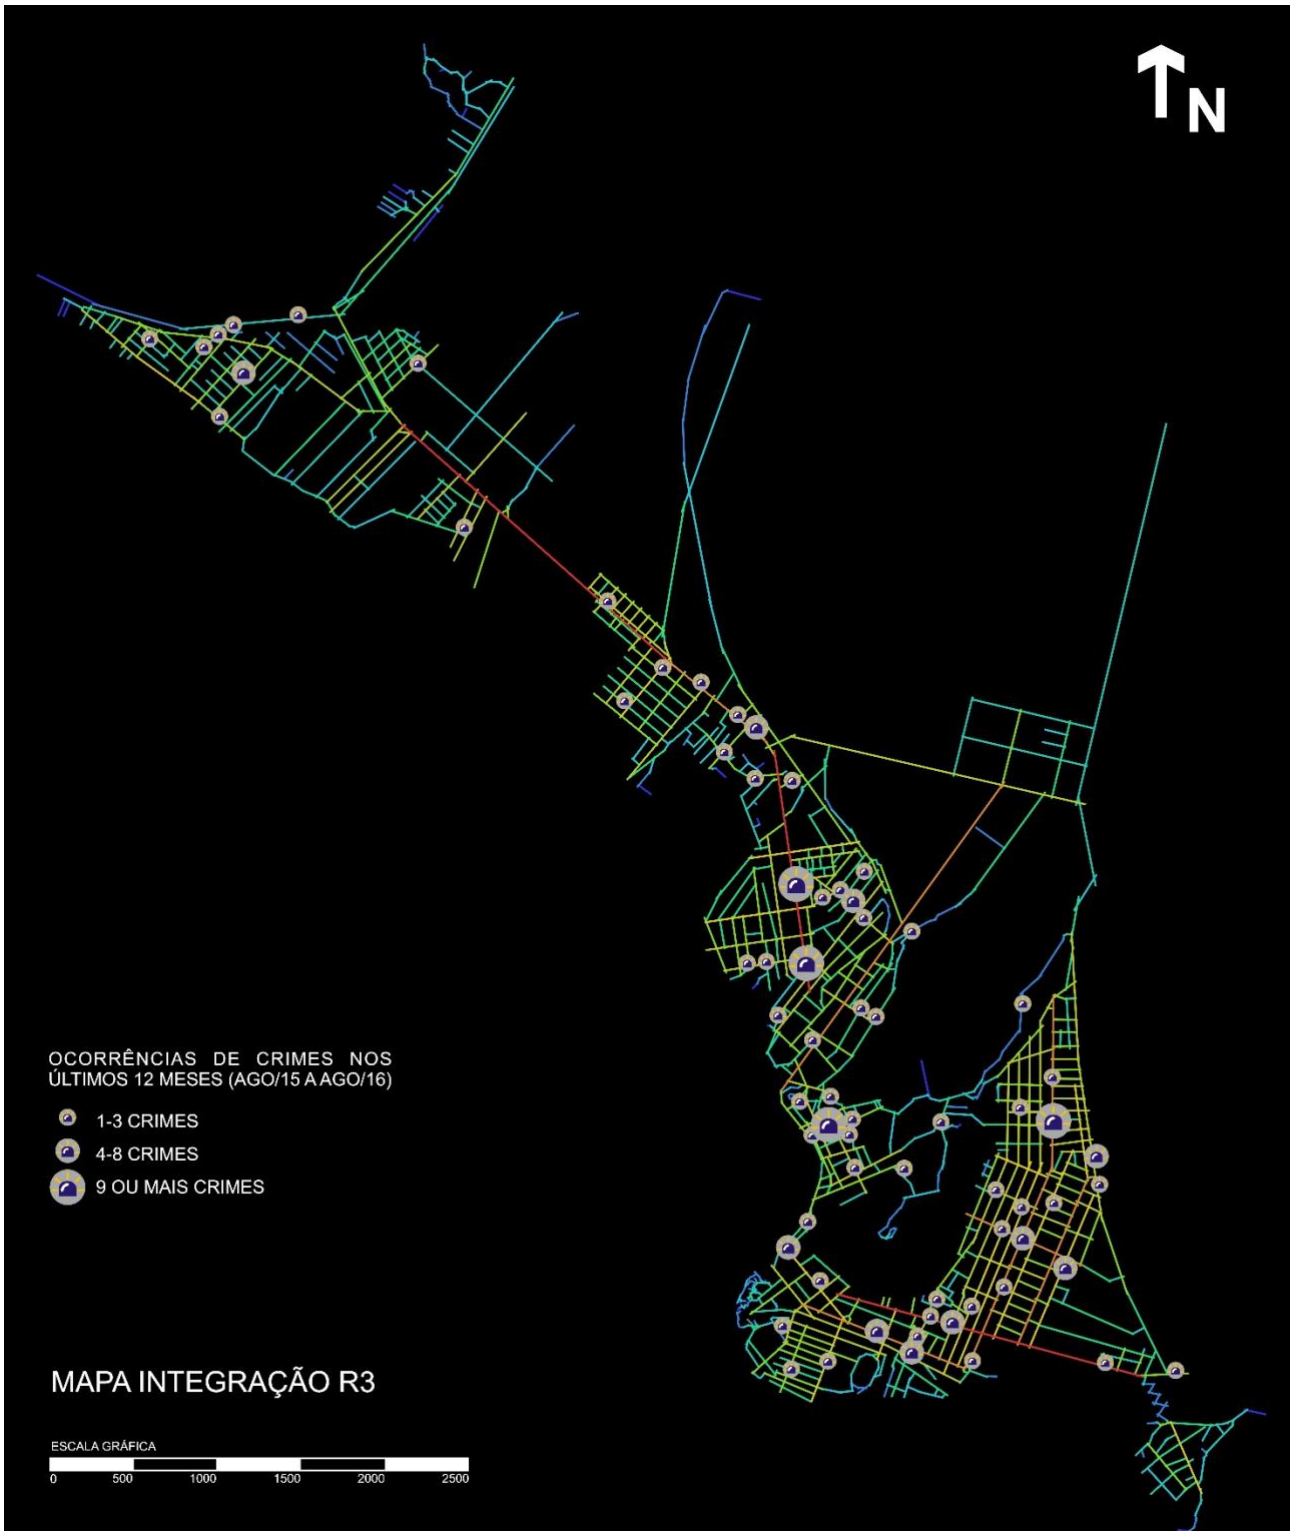 N
OCORRÊNCIAS DE CRIMES NOS
ÚLTIMOS 12 MESES (AGO/15 A AGO/16)
1-3 CRIMES
4-8 CRIMES
9 OU MAIS CRIMES
MAPA INTEGRAÇÃO R3
ESCALA GRÁFICA
0 500 1000 1500 2000 2500